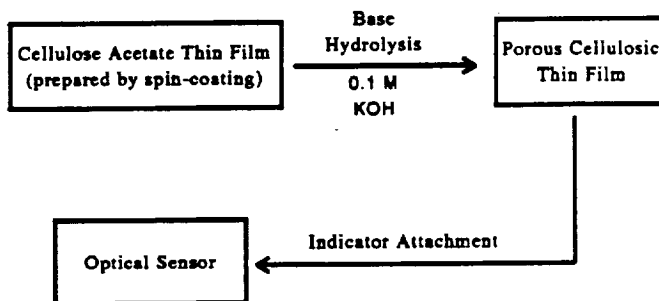 Cellulose Acetate Thin Film
(prepared by spin-coating)
Base
Hydrolysis
0.1 M
KOH
Porous Cellulosic
Thin Film
Indicator Attachment
Optical Sensor